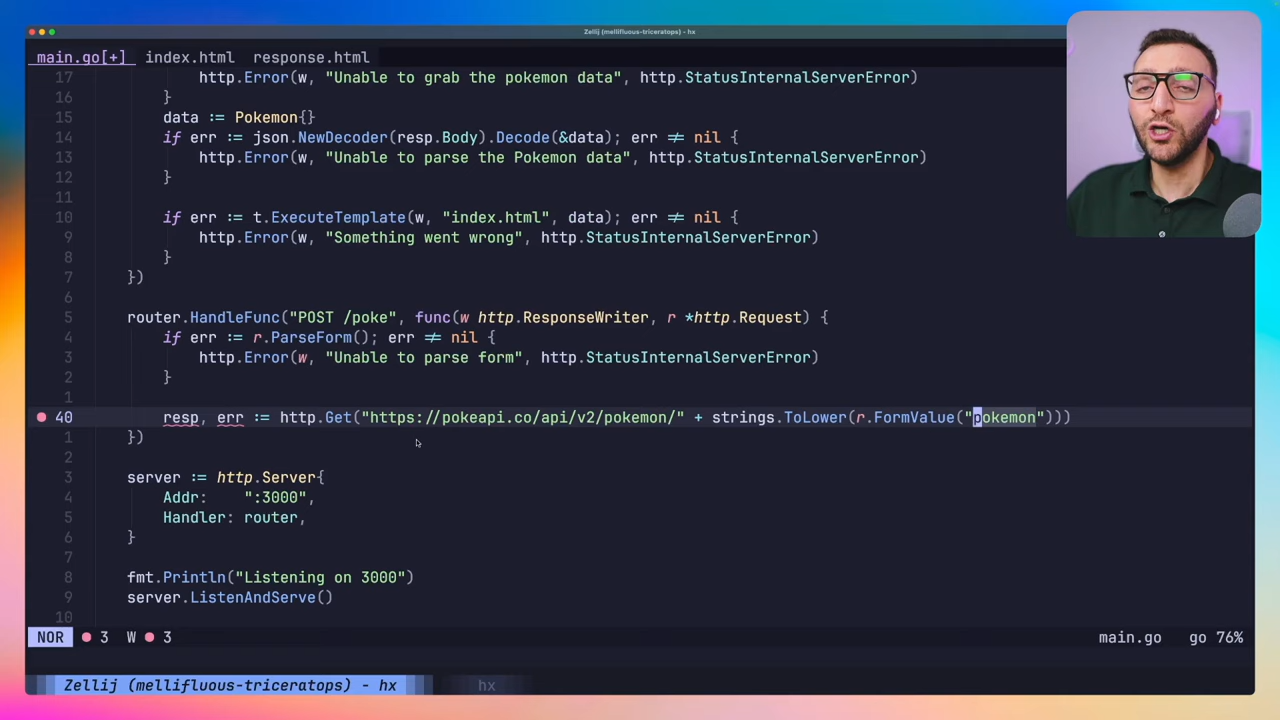 Zellij (mellifluous-triceratops) - hx
main.go[+] index.html response.html
17 http.Error(w, "Unable to grab the pokemon data", http.StatusInternalServerError)
16 }
15 data := Pokemon{}
14 if err := json.NewDecoder(resp.Body).Decode(&data); err ≠ nil {
13 http.Error(w, "Unable to parse the Pokemon data", http.StatusInternalServerError)
12 }
11
10 if err := t.ExecuteTemplate(w, "index.html", data); err ≠ nil {
9 http.Error(w, "Something went wrong", http.StatusInternalServerError)
8 }
7 })
6
5 router.HandleFunc("POST /poke", func(w http.ResponseWriter, r *http.Request) {
4 if err := r.ParseForm(); err ≠ nil {
3 http.Error(w, "Unable to parse form", http.StatusInternalServerError)
2 }
1
40 resp, err := http.Get("https://pokeapi.co/api/v2/pokemon/" + strings.ToLower(r.FormValue("pokemon")))
1 })
2
3 server := http.Server{
4 Addr: ":3000",
5 Handler: router,
6 }
7
8 fmt.Println("Listening on 3000")
9 server.ListenAndServe()
10
NOR 3 W 3 main.go go 76%
Zellij (mellifluous-triceratops) - hx hx